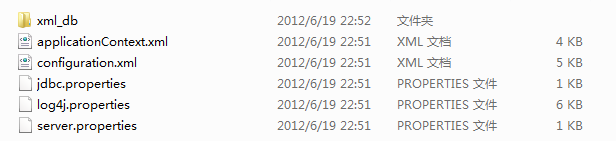 xml_db 2012/6/19 22:52 文件夹
applicationContext.xml 2012/6/19 22:51 XML 文档 4 KB
configuration.xml 2012/6/19 22:51 XML 文档 5 KB
jdbc.properties 2012/6/19 22:51 PROPERTIES 文件 1 KB
log4j.properties 2012/6/19 22:51 PROPERTIES 文件 6 KB
server.properties 2012/6/19 22:51 PROPERTIES 文件 1 KB